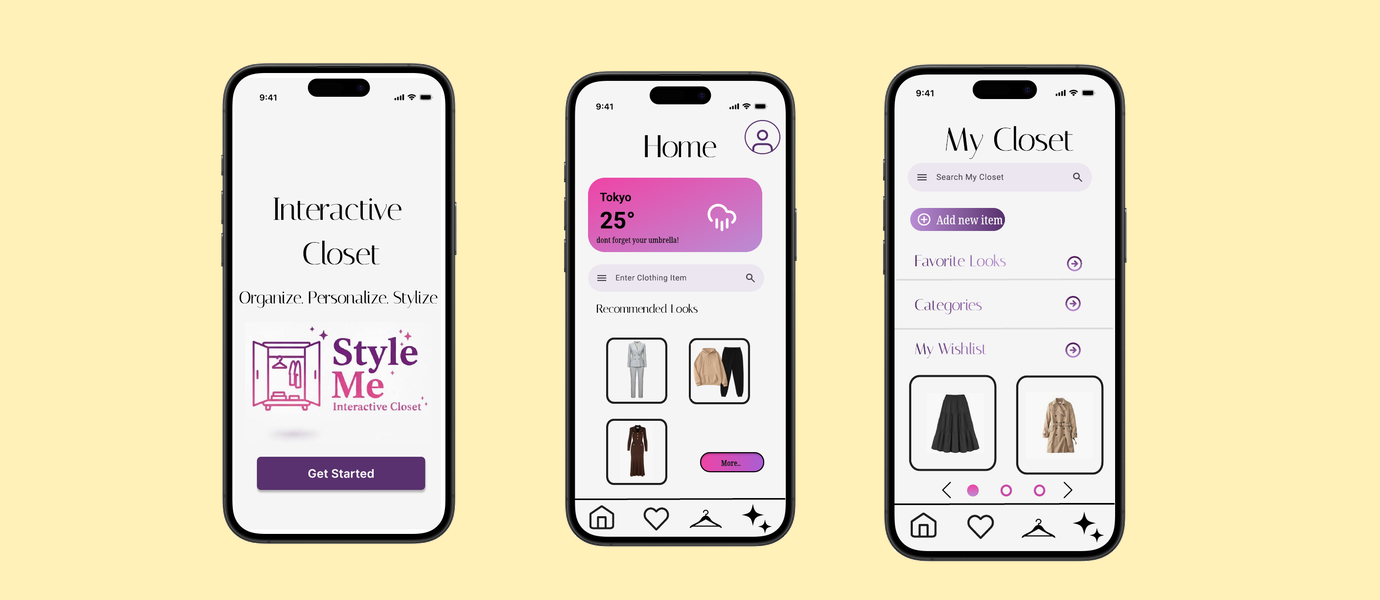 9:41
Interactive
Closet
Organize. Personalize. Stylize
Style
Me
Interactive Closet
Get Started
9:41
Home
Tokyo
25°
dont forget your umbrella!
Enter Clothing Item
Recommended Looks
More..
9:41
My Closet
Search My Closet
Add new item
Favorite Looks
Categories
My Wishlist